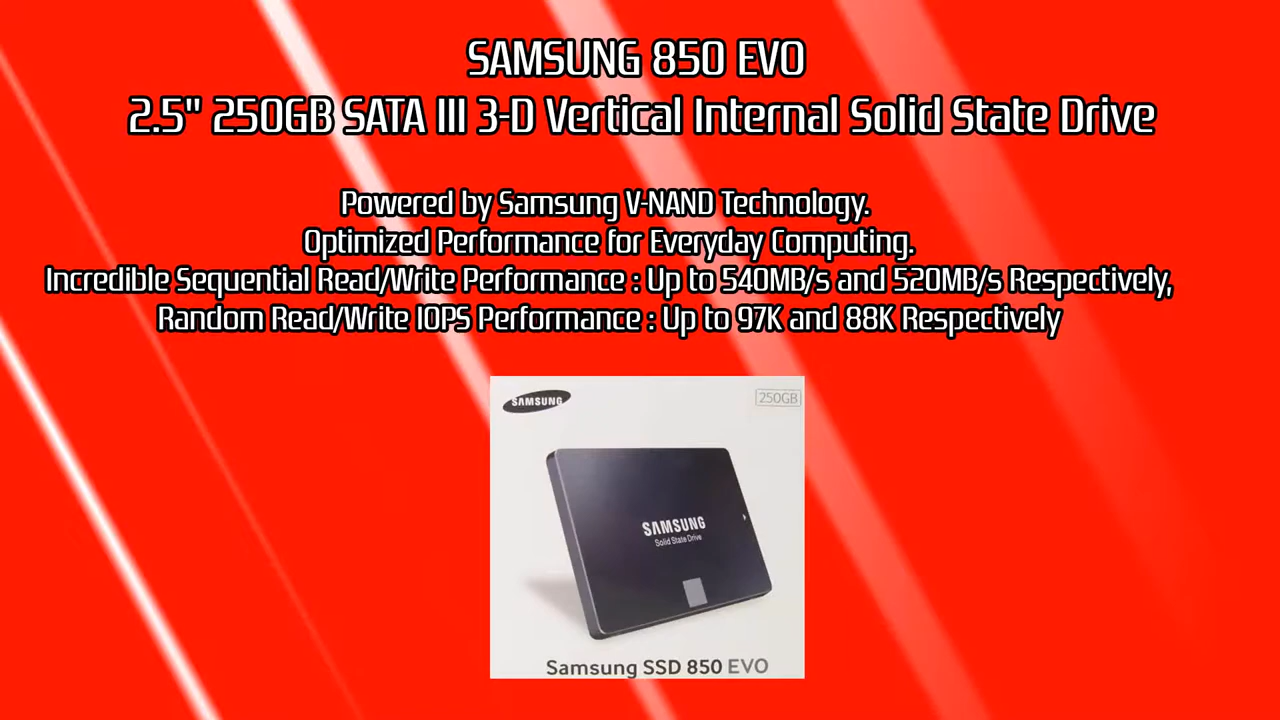 SAMSUNG 850 EVO
2.5" 250GB SATA III 3-D Vertical Internal Solid State Drive
Powered by Samsung V-NAND Technology.
Optimized Performance for Everyday Computing.
Incredible Sequential Read/Write Performance : Up to 540MB/s and 520MB/s Respectively,
Random Read/Write IOPS Performance : Up to 97K and 88K Respectively
SAMSUNG
250GB
SAMSUNG
Solid State Drive
Samsung SSD 850 EVO